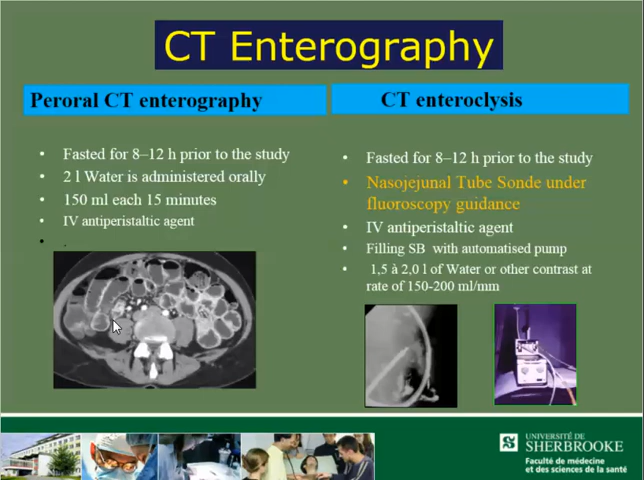 CT Enterography
Peroral CT enterography
• Fasted for 8–12 h prior to the study
• 2 l Water is administered orally
• 150 ml each 15 minutes
• IV antiperistaltic agent
• .
CT enteroclysis
• Fasted for 8–12 h prior to the study
• Nasojejunal Tube Sonde under
fluoroscopy guidance
• IV antiperistaltic agent
• Filling SB with automatised pump
• 1,5 à 2,0 l of Water or other contrast at
rate of 150-200 ml/mm
UNIVERSITÉ DE
SHERBROOKE
Faculté de médecine
et des sciences de la santé